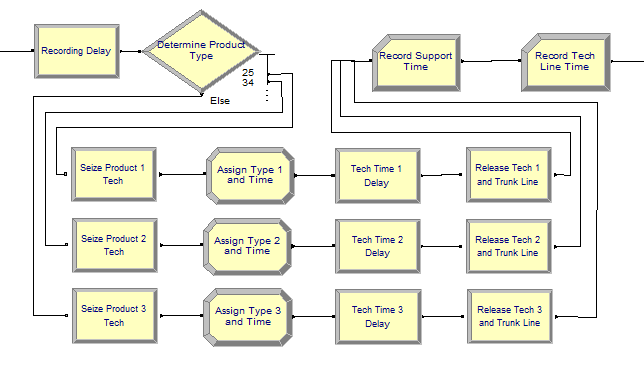 Recording Delay
Determine Product
Type
25
34
Else
Record Support
Time
Record Tech
Line Time
Seize Product 1
Tech
Assign Type 1
and Time
Tech Time 1
Delay
Release Tech 1
and Trunk Line
Seize Product 2
Tech
Assign Type 2
and Time
Tech Time 2
Delay
Release Tech 2
and Trunk Line
Seize Product 3
Tech
Assign Type 3
and Time
Tech Time 3
Delay
Release Tech 3
and Trunk Line